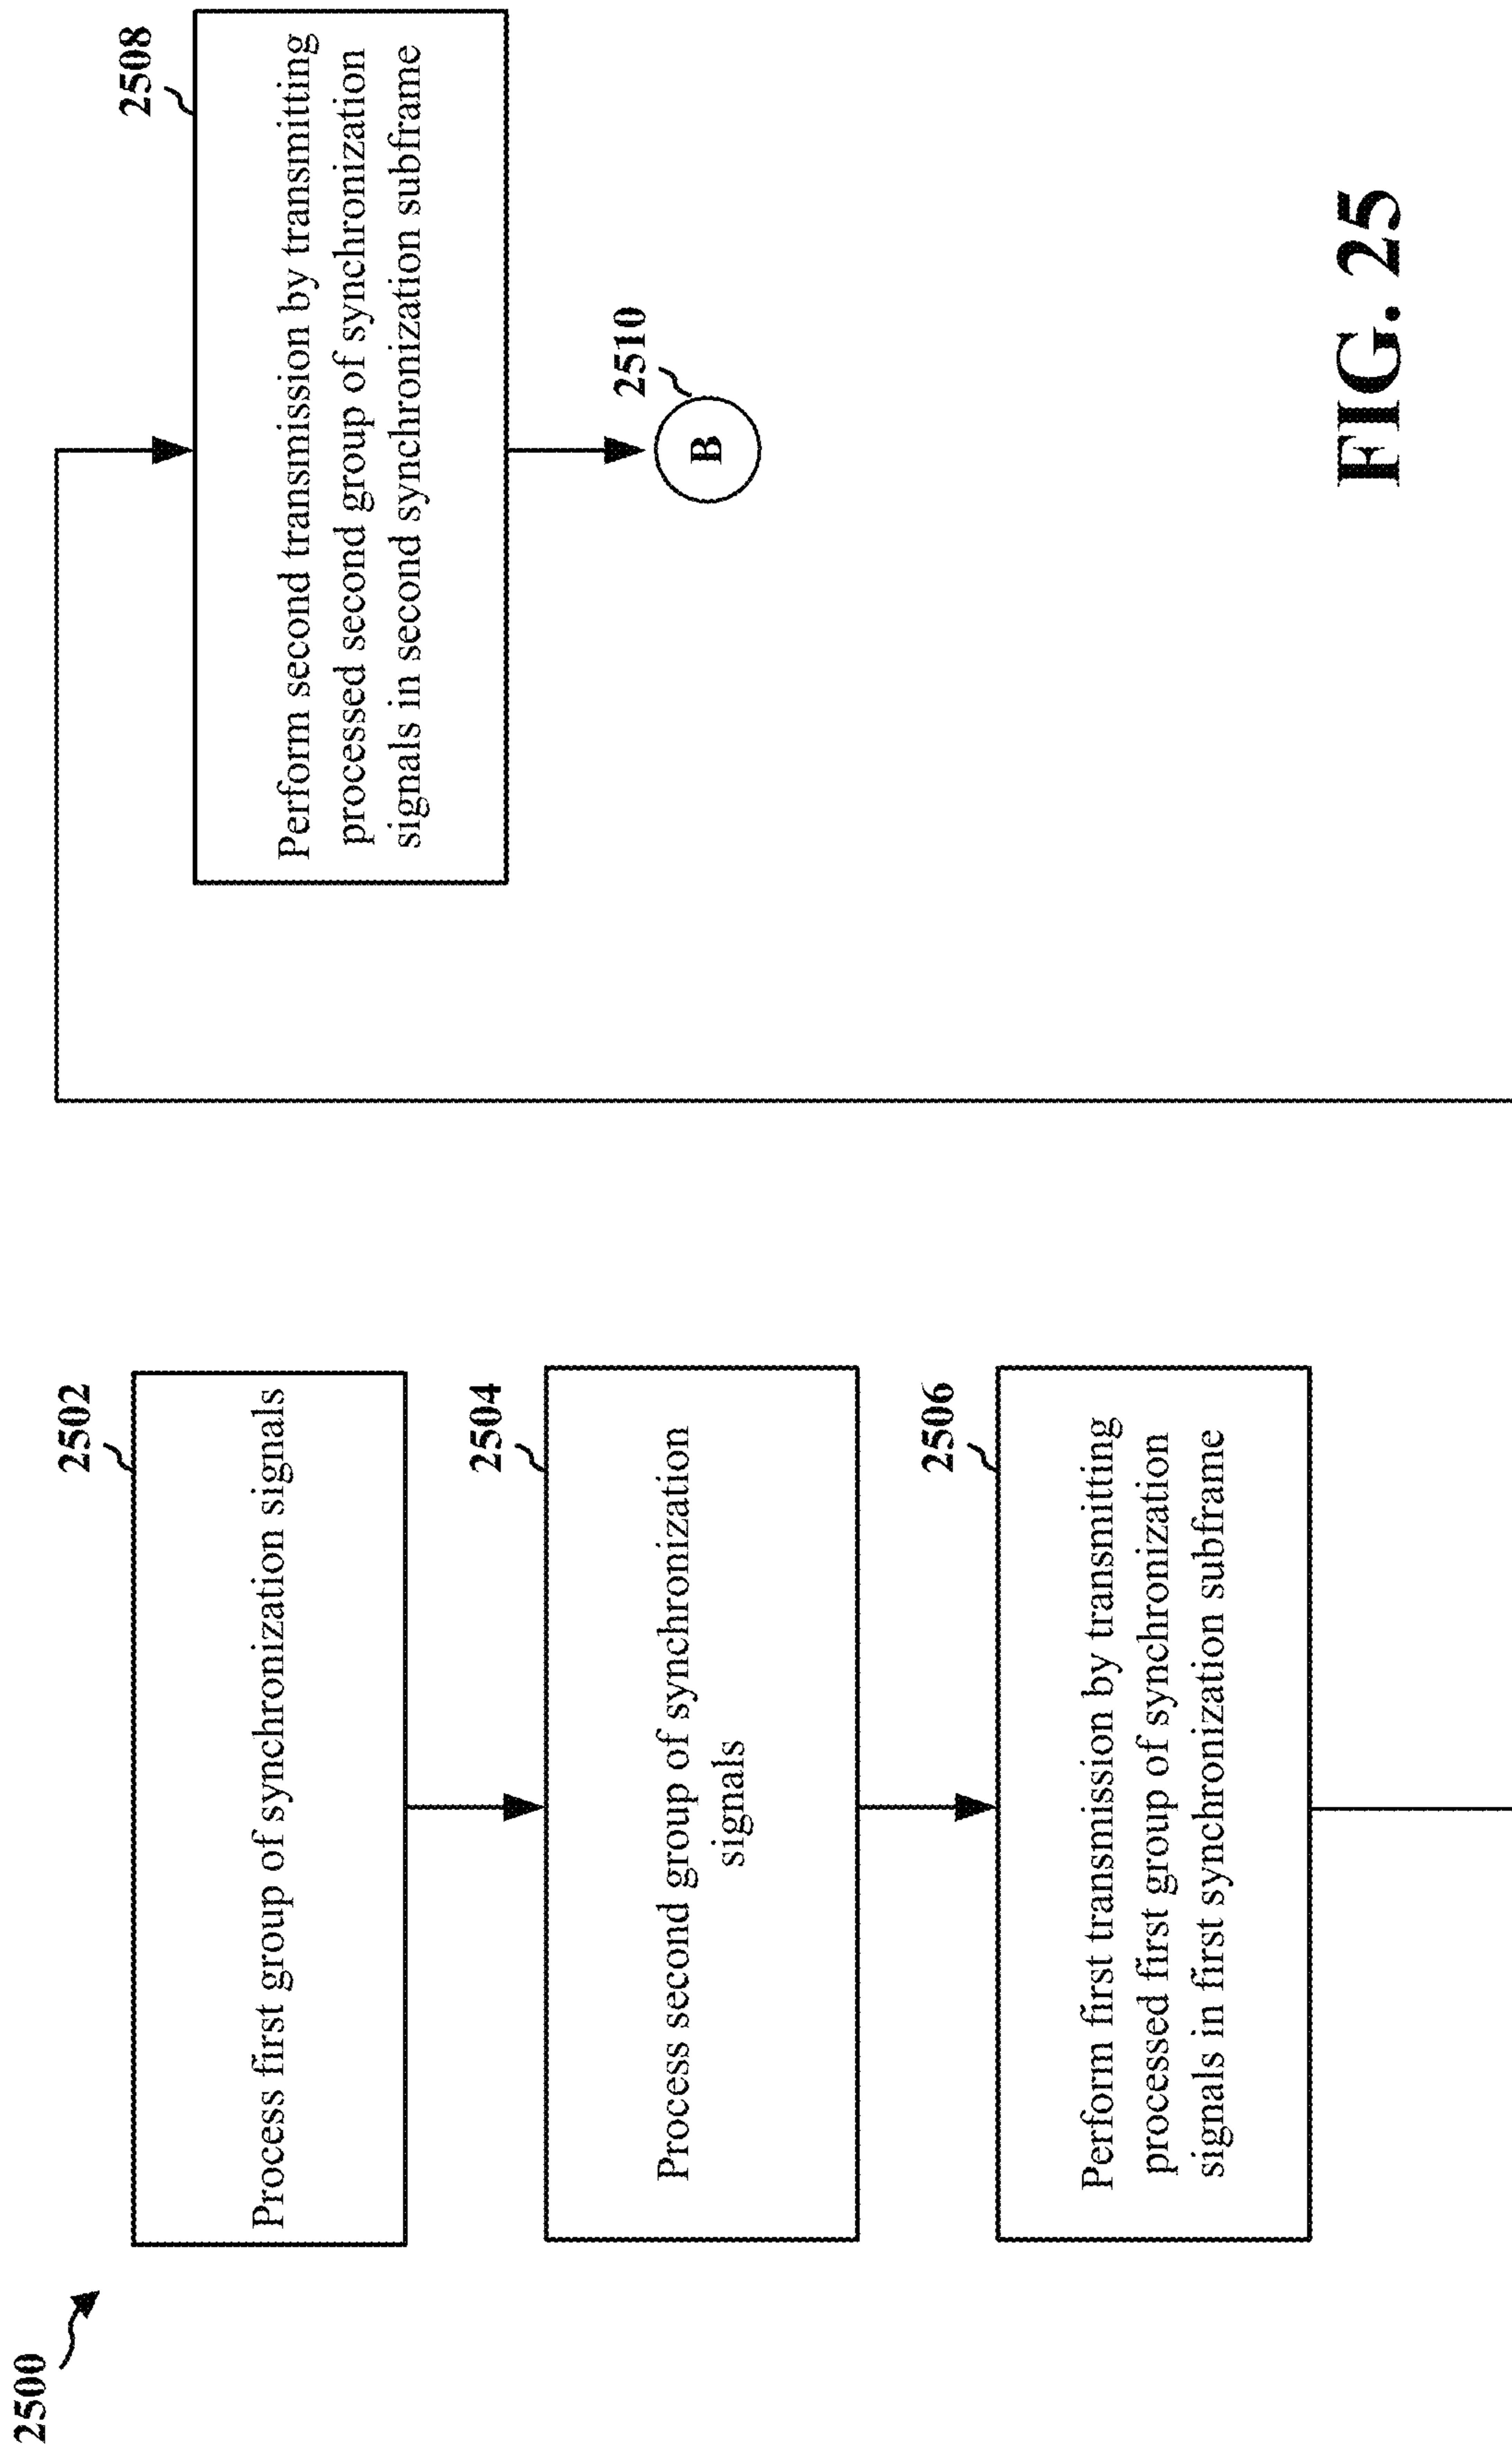 2500
2502
Process first group of synchronization signals
2504
Process second group of synchronization
signals
2506
Perform first transmission by transmitting
processed first group of synchronization
signals in first synchronization subframe
2508
Perform second transmission by transmitting
processed second group of synchronization
signals in second synchronization subframe
2510
B
FIG. 25